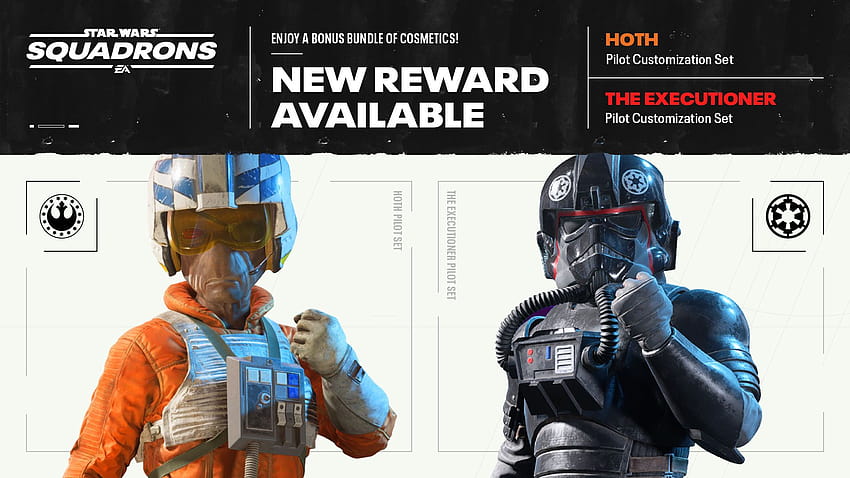 STAR WARS
SQUADRONS
EA
ENJOY A BONUS BUNDLE OF COSMETICS!
NEW REWARD
AVAILABLE
HOTH
Pilot Customization Set
THE EXECUTIONER
Pilot Customization Set
HOTH PILOT SET
THE EXECUTIONER PILOT SET